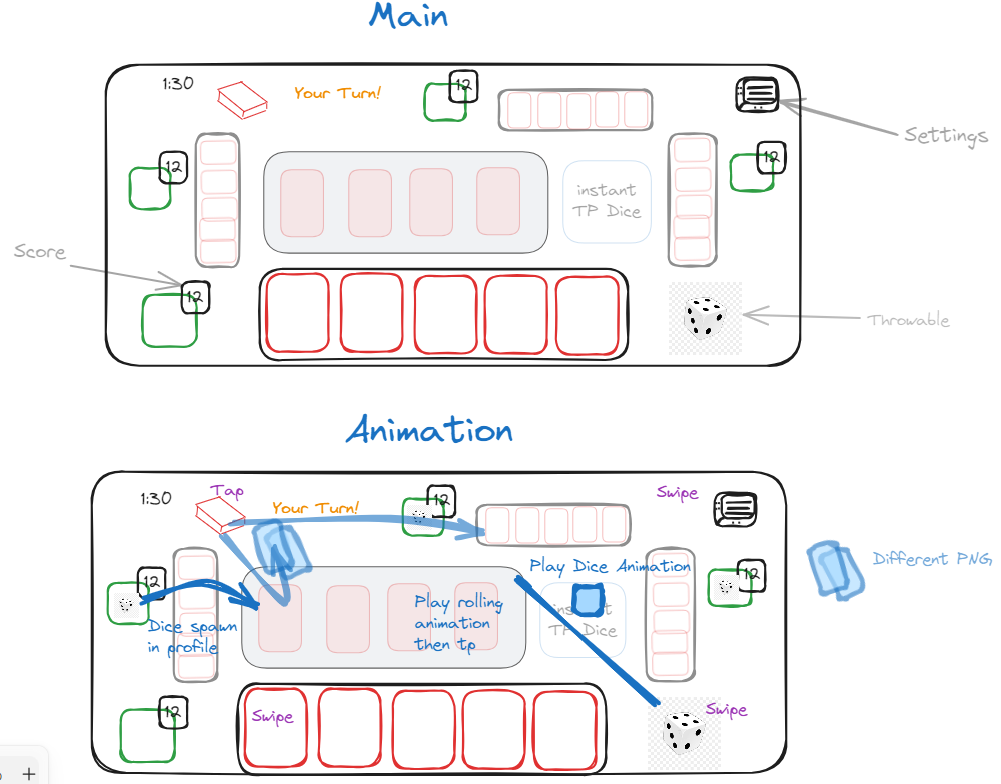 Main
1:30
Your Turn!
12
12
12
Settings
instant
TP Dice
Score
12
Throwable
Animation
Tap
Swipe
1:30
Your Turn!
12
Play Dice Animation
Different PNG
12
12
Play rolling
animation
then tp
TP Dice
Dice spawn
in profile
12
Swipe
Swipe